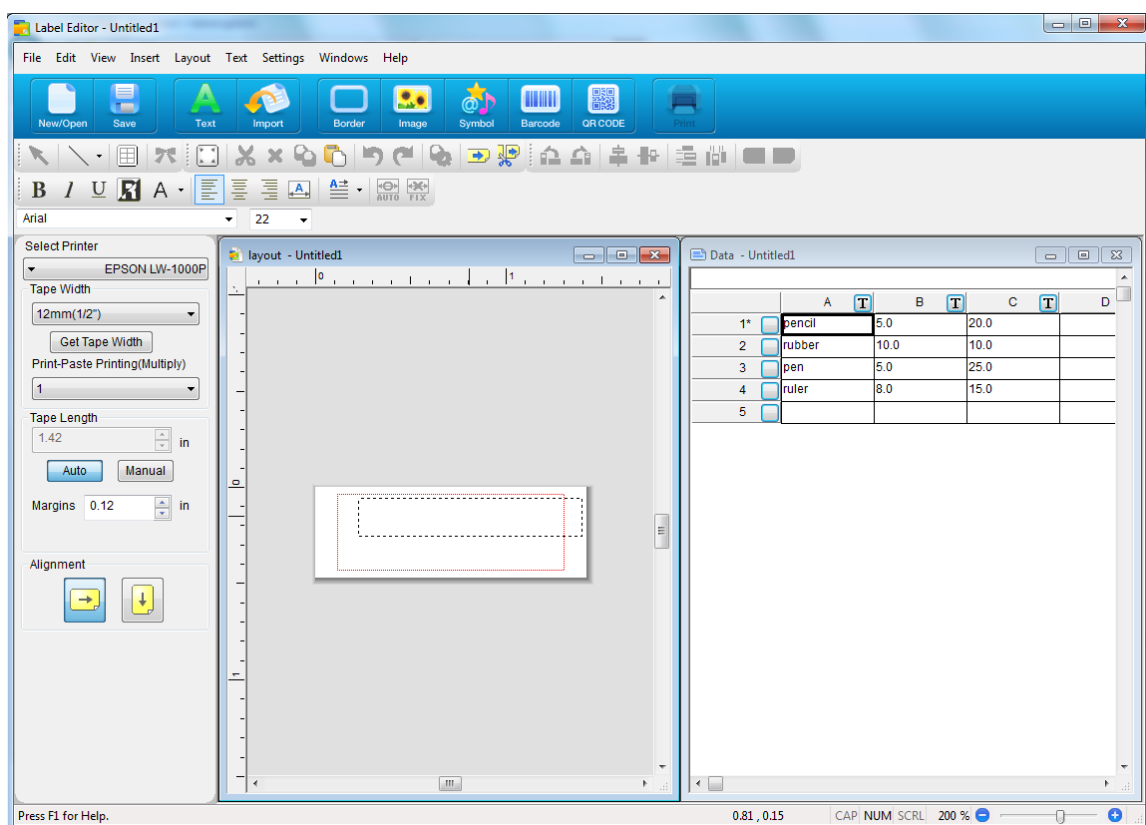 Label Editor - Untitled1
File Edit View Insert Layout Text Settings Windows Help
New/Open Save Text Import Border Image Symbol Barcode QR CODE Print
B I U A A A AUTO FIX
Arial 22
Select Printer
EPSON LW-1000P
Tape Width
12mm(1/2")
Get Tape Width
Print-Paste Printing(Multiply)
1
Tape Length
1.42 in
Auto Manual
Margins 0.12 in
Alignment
layout - Untitled1
0 1
0
1
Data - Untitled1
A T B T C T D
1* pencil 5.0 20.0
2 rubber 10.0 10.0
3 pen 5.0 25.0
4 ruler 8.0 15.0
5
Press F1 for Help. 0.81 , 0.15 CAP NUM SCRL 200 %